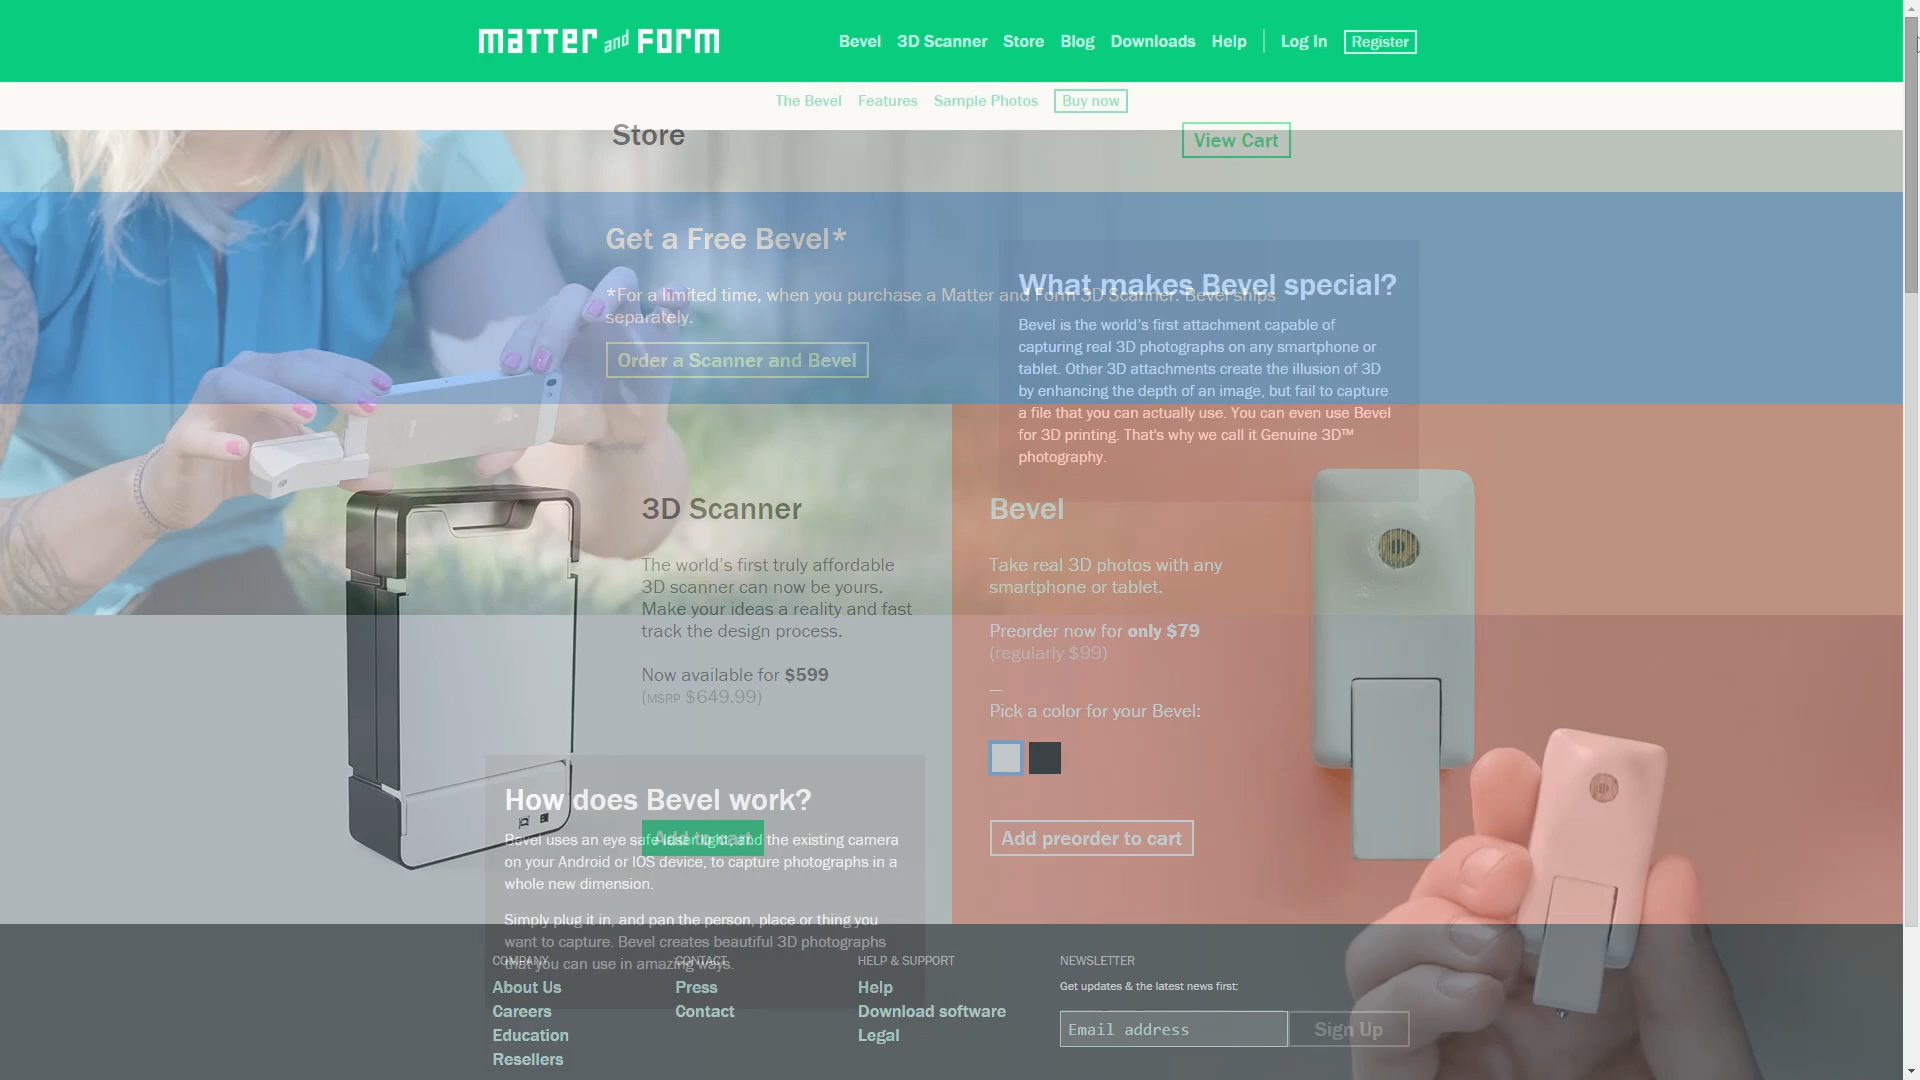 matter and form
Bevel 3D Scanner Store Blog Downloads Help Log In Register
The Bevel Features Sample Photos Buy now
Store
View Cart
Get a Free Bevel*
*For a limited time, when you purchase a Matter and Form 3D Scanner. Bevel ships
separately.
Order a Scanner and Bevel
What makes Bevel special?
Bevel is the world's first attachment capable of
capturing real 3D photographs on any smartphone or
tablet. Other 3D attachments create the illusion of 3D
by enhancing the depth of an image, but fail to capture
a file that you can actually use. You can even use Bevel
for 3D printing. That's why we call it Genuine 3D™
photography.
3D Scanner
The world's first truly affordable
3D scanner can now be yours.
Make your ideas a reality and fast
track the design process.
Now available for $599
(MSRP $649.99)
Add to cart
Bevel
Take real 3D photos with any
smartphone or tablet.
Preorder now for only $79
(regularly $99)
—
Pick a color for your Bevel:
Add preorder to cart
How does Bevel work?
Bevel uses an eye safe laser light, and the existing camera
on your Android or IOS device, to capture photographs in a
whole new dimension.
Simply plug it in, and pan the person, place or thing you
want to capture. Bevel creates beautiful 3D photographs
that you can use in amazing ways.
COMPANY
About Us
Careers
Education
Resellers
CONTACT
Press
Contact
HELP & SUPPORT
Help
Download software
Legal
NEWSLETTER
Get updates & the latest news first:
Email address
Sign Up